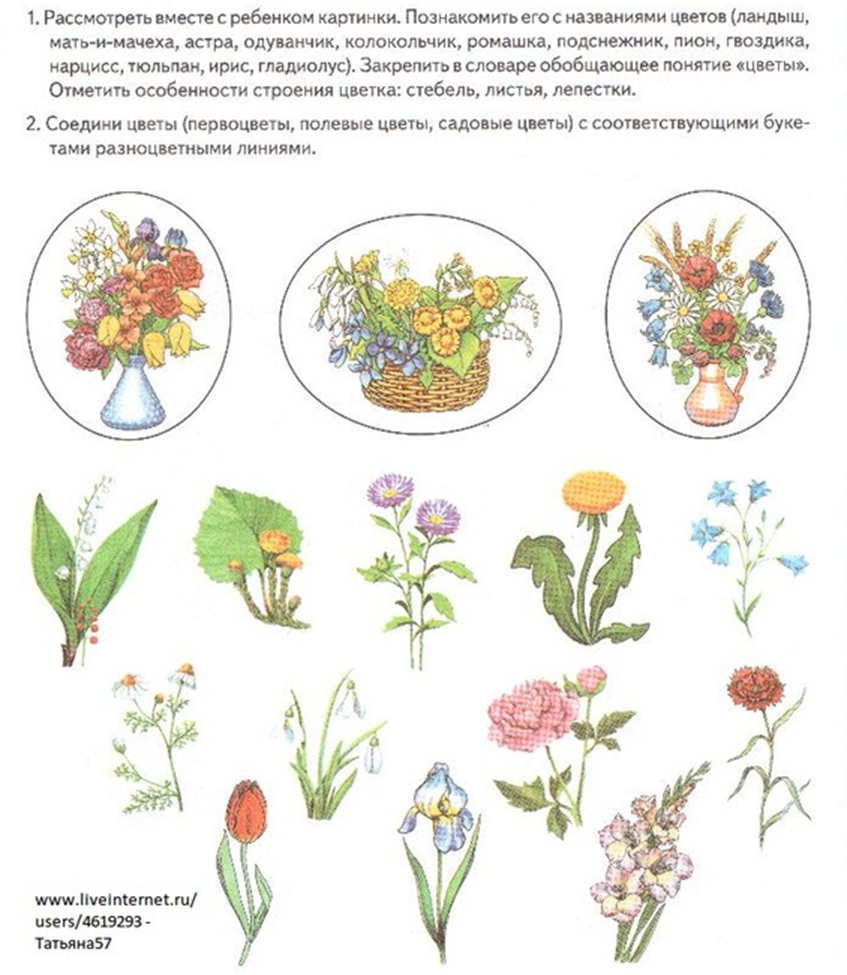 1. Рассмотреть вместе с ребенком картинки. Познакомить его с названиями цветов (ландыш,
мать-и-мачеха, астра, одуванчик, колокольчик, ромашка, подснежник, пион, гвоздика,
нарцисс, тюльпан, ирис, гладиолус). Закрепить в словаре обобщающее понятие «цветы».
Отметить особенности строения цветка: стебель, листья, лепестки.
2. Соедини цветы (первоцветы, полевые цветы, садовые цветы) с соответствующими буке-
тами разноцветными линиями.
www.liveinternet.ru/
users/4619293 -
Татьяна57